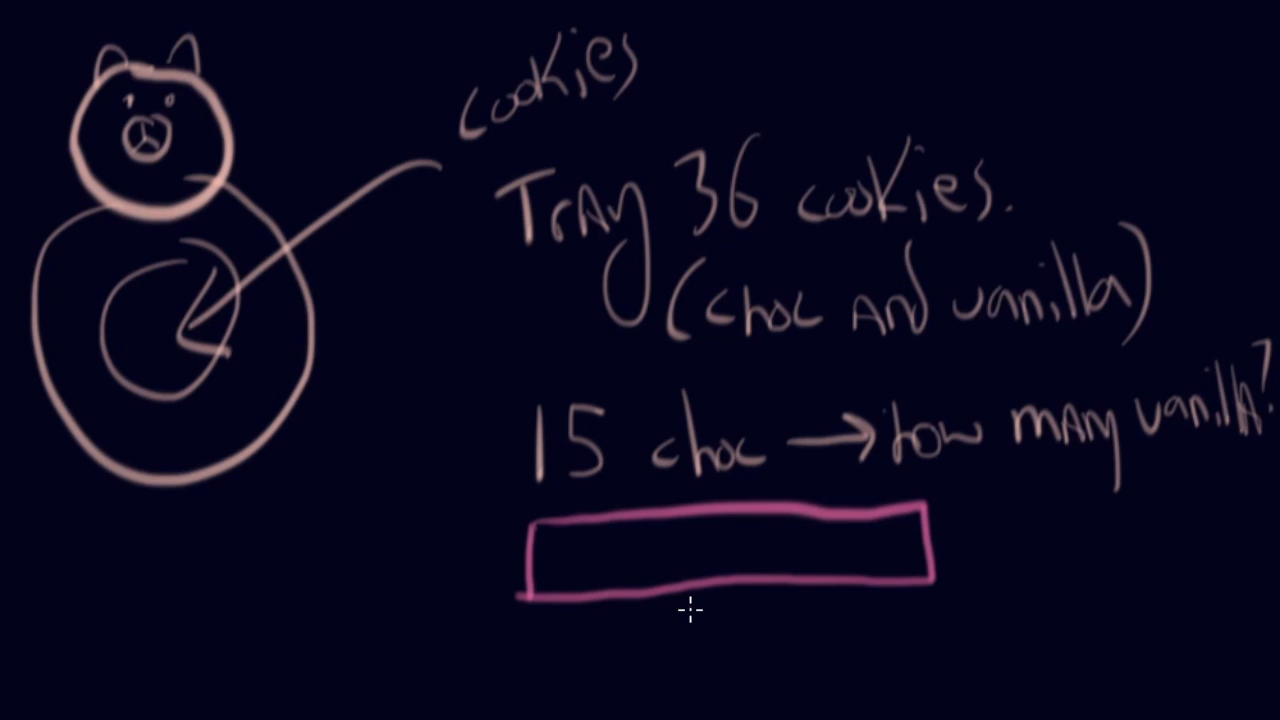 cookies
Tray 36 cookies.
(choc and vanilla)
15 choc → how many vanilla?